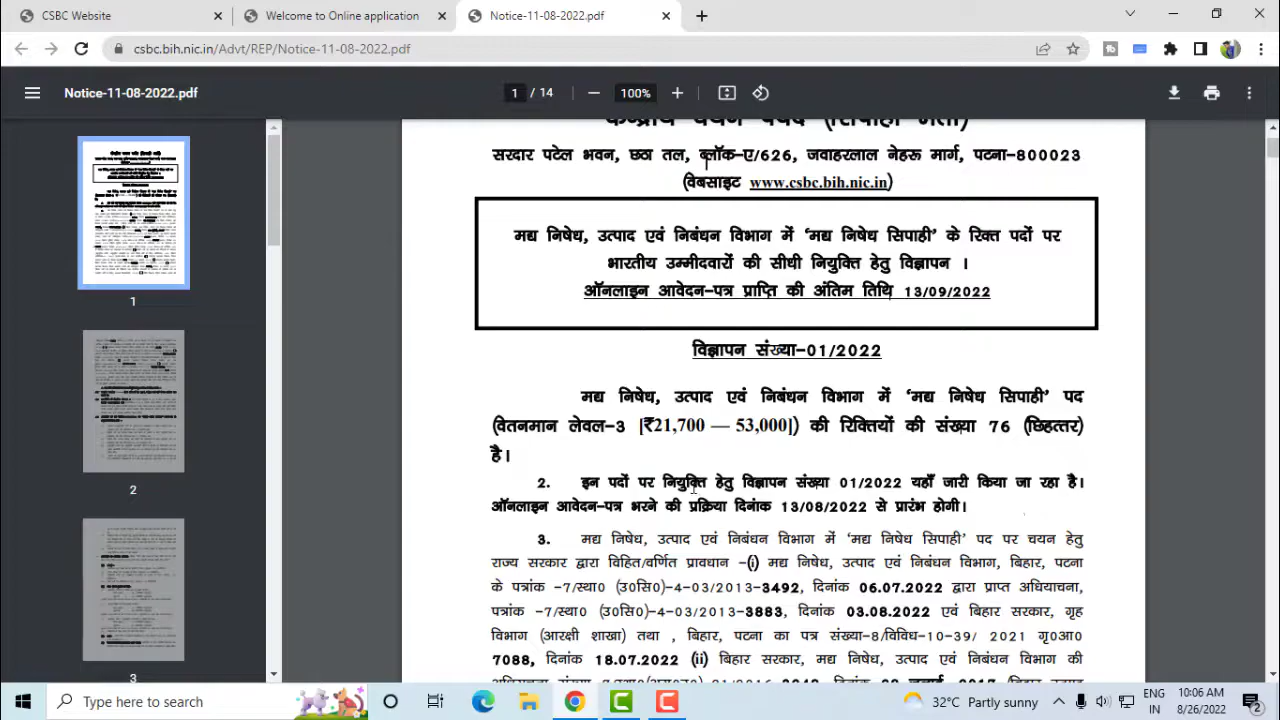 CSBC Website
Welcome to Online application
Notice-11-08-2022.pdf
csbc.bih.nic.in/Advt/REP/Notice-11-08-2022.pdf
Notice-11-08-2022.pdf
1 / 14
100%
केन्द्रीय चयन पर्षद (सिपाही भर्ती)
सरदार पटेल भवन, छठा तल, ब्लॉक-ए/626, जवाहरलाल नेहरू मार्ग, पटना-800023
(वेबसाइट www.csbc.bih.nic.in)
मद्य निषेध, उत्पाद एवं निबंधन विभाग में ‘मद्य निषेध सिपाही’ के रिक्त पदों पर
भारतीय उम्मीदवारों की सीधी नियुक्ति हेतु विज्ञापन ।
ऑनलाइन आवेदन-पत्र प्राप्ति की अंतिम तिथि 13/09/2022
विज्ञापन संख्या-01/2022
मद्य निषेध, उत्पाद एवं निबंधन विभाग में ‘मद्य निषेध सिपाही’ पद
(वेतनमान लेवल-3 [₹21,700 — 53,000]) की रिक्तियों की संख्या 76 (छिहत्तर)
है।
2. इन पदों पर नियुक्ति हेतु विज्ञापन संख्या 01/2022 यहाँ जारी किया जा रहा है।
ऑनलाइन आवेदन-पत्र भरने की प्रक्रिया दिनांक 13/08/2022 से प्रारंभ होगी।
3. मद्य निषेध, उत्पाद एवं निबंधन विभाग में ‘मद्य निषेध सिपाही’ पद पर चयन हेतु
राज्य सरकार द्वारा विहित/वर्णित प्रावधान -(i) मद्य निषेध, उत्पाद एवं निबंधन विभाग, बिहार, पटना
के पत्रांक -7/स्था0 (उ0सि0)-4-03/2013-3492, दिनांक 06.07.2022 द्वारा प्राप्त अधियाचना,
पत्रांक -7/स्था0 (उ0सि0)-4-03/2013-3883, दिनांक 03.08.2022 एवं बिहार सरकार, गृह
विभाग (आरक्षी शाखा) तथा , बिहार, पटना का -8/विविध-10-39/2021 गृ0आ0
7088, दिनांक 18.07.2022 (ii) बिहार सरकार, मद्य निषेध, उत्पाद एवं निबंधन विभाग की
1
2
3
Type here to search
32°C Partly sunny
ENG
IN
10:06 AM
8/26/2022
2